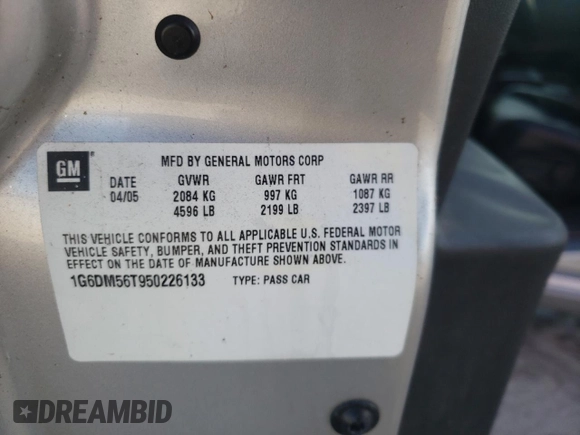 GM
MFD BY GENERAL MOTORS CORP
DATE GVWR GAWR FRT GAWR RR
04/05 2084 KG 997 KG 1087 KG
4596 LB 2199 LB 2397 LB
THIS VEHICLE CONFORMS TO ALL APPLICABLE U.S. FEDERAL MOTOR
VEHICLE SAFETY, BUMPER, AND THEFT PREVENTION STANDARDS IN
EFFECT ON THE DATE OF MANUFACTURE SHOWN ABOVE.
1G6DM56T950226133 TYPE: PASS CAR
DREAMBID